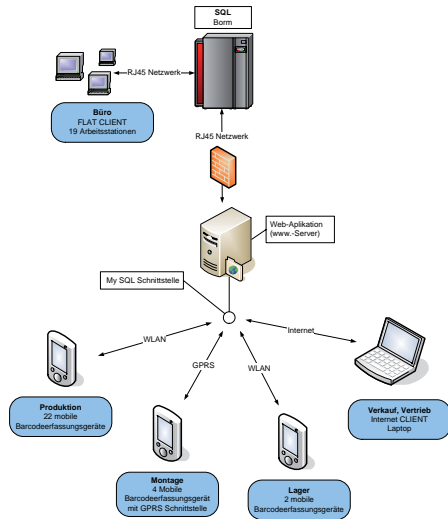 SQL
Borm
RJ45 Netzwerk
Büro
FLAT CLIENT
19 Arbeitsstationen
RJ45 Netzwerk
Web-Aplikation
(www.-Server)
My SQL Schnittstelle
WLAN
GPRS
WLAN
Internet
Produktion
22 mobile
Barcodeerfassungsgeräte
Montage
4 Mobile
Barcodeerfassungsgerät
mit GPRS Schnittstelle
Lager
2 mobile
Barcodeerfassungsgeräte
Verkauf, Vertrieb
Internet CLIENT
Laptop